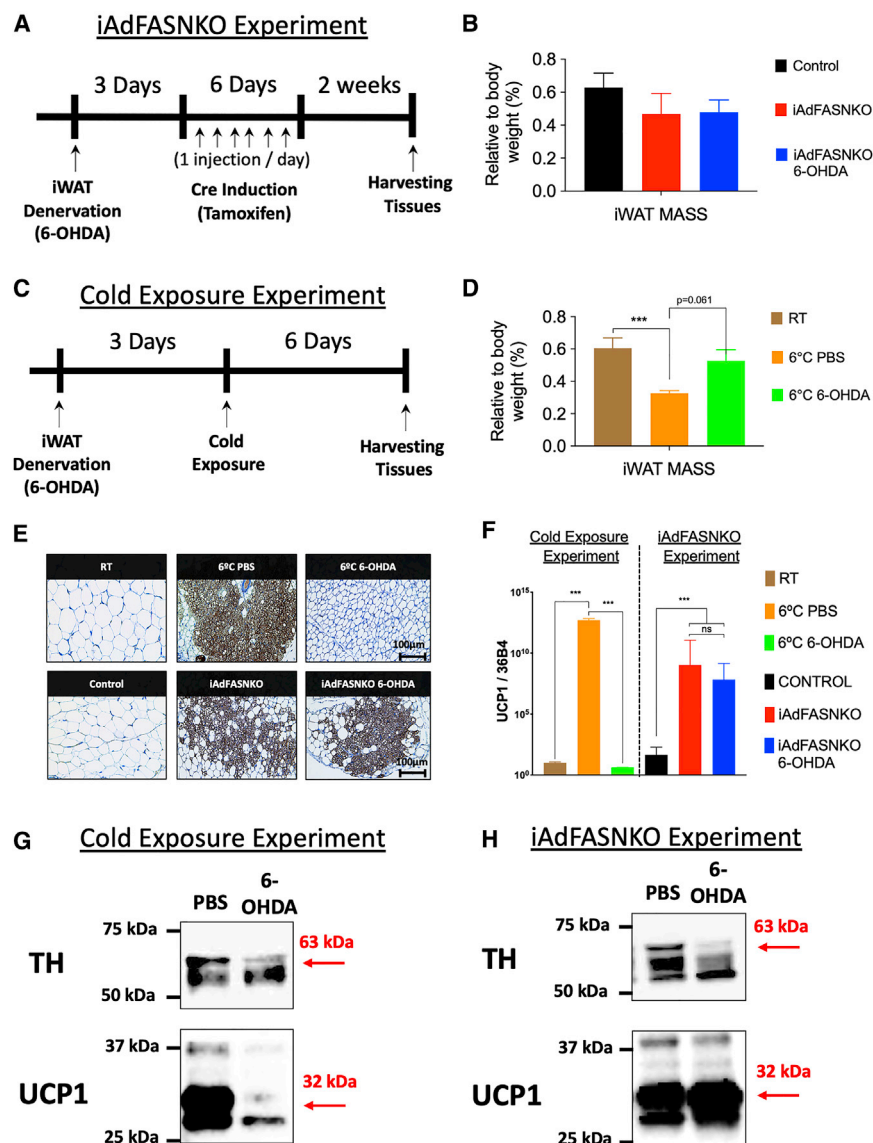 A
iAdFASNKO Experiment
3 Days
6 Days
2 weeks
(1 injection / day)
iWAT
Denervation
(6-OHDA)
Cre Induction
(Tamoxifen)
Harvesting
Tissues
B
Relative to body
weight (%)
0.8
0.6
0.4
0.2
0.0
iWAT MASS
Control
iAdFASNKO
iAdFASNKO
6-OHDA
C
Cold Exposure Experiment
3 Days
6 Days
iWAT
Denervation
(6-OHDA)
Cold
Exposure
Harvesting
Tissues
D
Relative to body
weight (%)
0.8
0.6
0.4
0.2
0.0
***
p=0.061
iWAT MASS
RT
6°C PBS
6°C 6-OHDA
E
RT
6ºC PBS
6ºC 6-OHDA
100µm
Control
iAdFASNKO
iAdFASNKO 6-OHDA
100µm
F
Cold Exposure
Experiment
iAdFASNKO
Experiment
UCP1 / 36B4
10¹⁵
10¹⁰
10⁵
10⁰
***
***
***
ns
RT
6ºC PBS
6ºC 6-OHDA
CONTROL
iAdFASNKO
iAdFASNKO
6-OHDA
G
Cold Exposure Experiment
PBS
6-
OHDA
75 kDa
63 kDa
TH
50 kDa
37 kDa
32 kDa
UCP1
25 kDa
H
iAdFASNKO Experiment
PBS
6-
OHDA
75 kDa
63 kDa
TH
50 kDa
37 kDa
32 kDa
UCP1
25 kDa